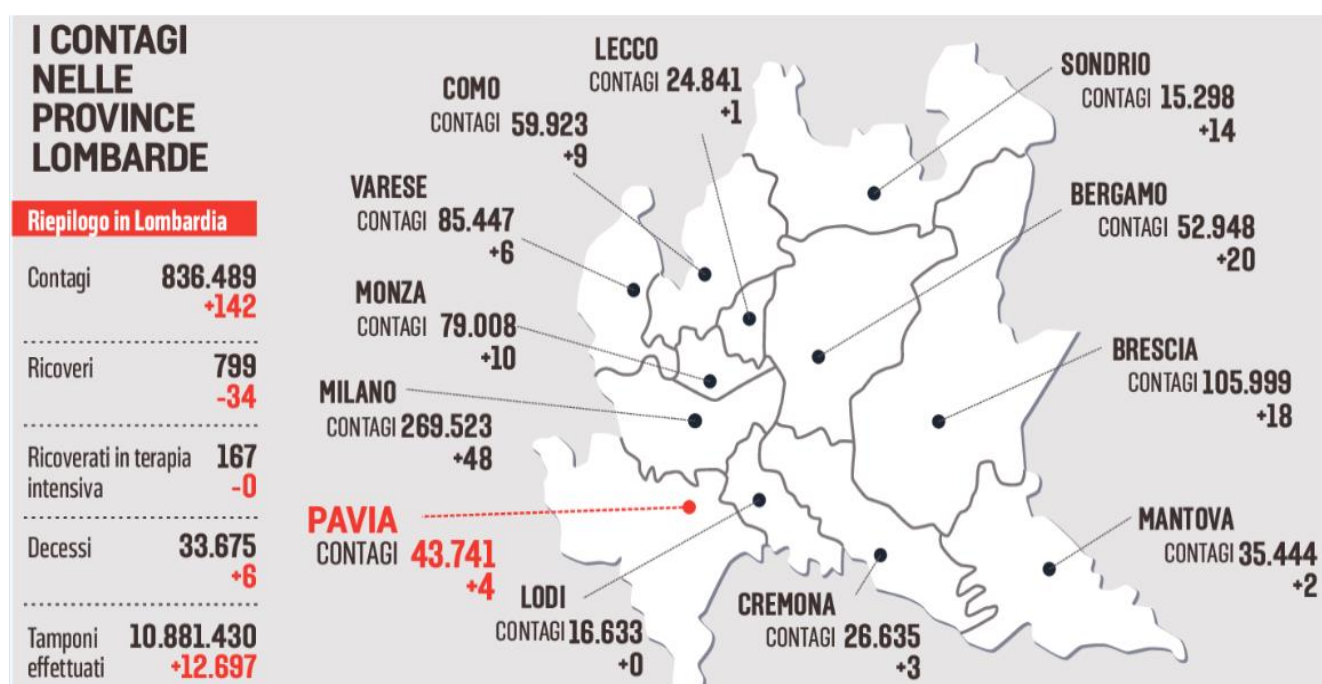 I CONTAGI
NELLE
PROVINCE
LOMBARDE
Riepilogo in Lombardia
Contagi 836.489
+142
Ricoveri 799
-34
Ricoverati in terapia intensiva 167
-0
Decessi 33.675
+6
Tamponi effettuati 10.881.430
+12.697
LECCO
CONTAGI 24.841
+1
COMO
CONTAGI 59.923
+9
VARESE
CONTAGI 85.447
+6
MONZA
CONTAGI 79.008
+10
MILANO
CONTAGI 269.523
+48
PAVIA
CONTAGI 43.741
+4
LODI
CONTAGI 16.633
+0
CREMONA
CONTAGI 26.635
+3
SONDRIO
CONTAGI 15.298
+14
BERGAMO
CONTAGI 52.948
+20
BRESCIA
CONTAGI 105.999
+18
MANTOVA
CONTAGI 35.444
+2